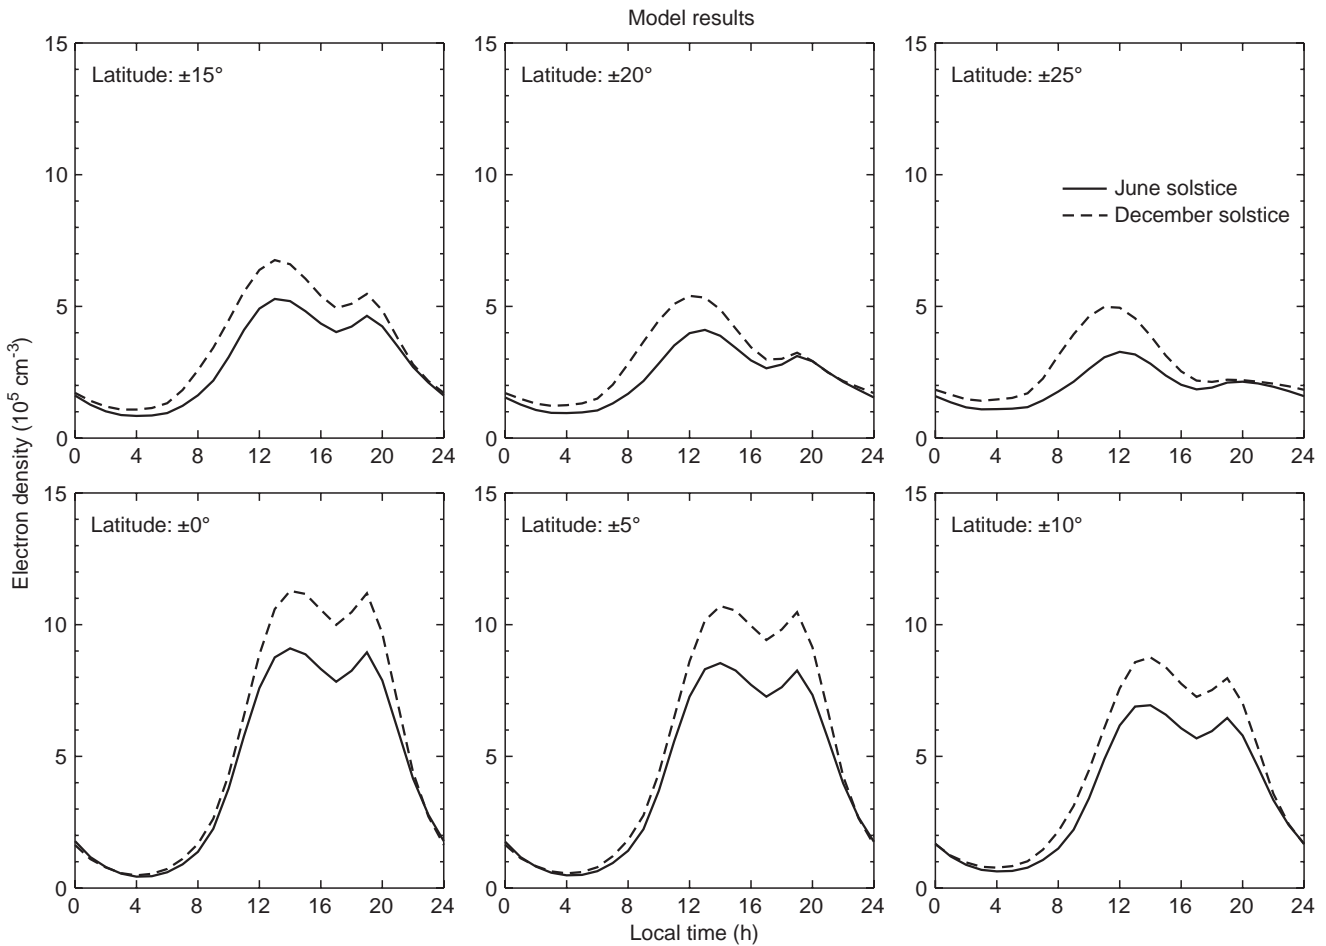 Model results
15
10
5
0
Latitude: ±15°
0 4 8 12 16 20 24
15
10
5
0
Latitude: ±20°
0 4 8 12 16 20 24
15
10
5
0
Latitude: ±25°
June solstice
December solstice
0 4 8 12 16 20 24
Electron density (10⁵ cm⁻³)
15
10
5
0
Latitude: ±0°
0 4 8 12 16 20 24
15
10
5
0
Latitude: ±5°
0 4 8 12 16 20 24
15
10
5
0
Latitude: ±10°
0 4 8 12 16 20 24
Local time (h)